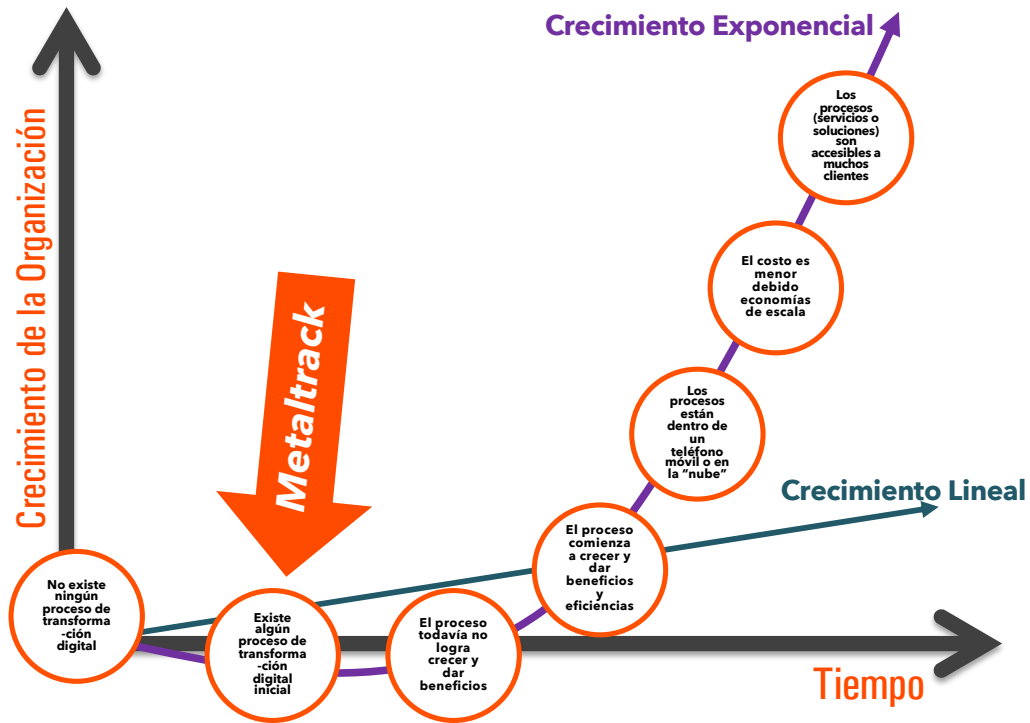 Crecimiento Exponencial
Crecimiento de la Organización
Los
procesos
(servicios o
soluciones)
son
accesibles a
muchos
clientes
El costo es
menor
debido
economías
de escala
Metaltrack
Los
procesos
están
dentro de
un
teléfono
móvil o en
la “nube”
Crecimiento Lineal
El proceso
comienza
a crecer y
dar
beneficios
y
eficiencias
No existe
ningún
proceso de
transforma
-ción
digital
Existe
algún
proceso de
transforma
-ción
digital
inicial
El proceso
todavía no
logra
crecer y
dar
beneficios
Tiempo